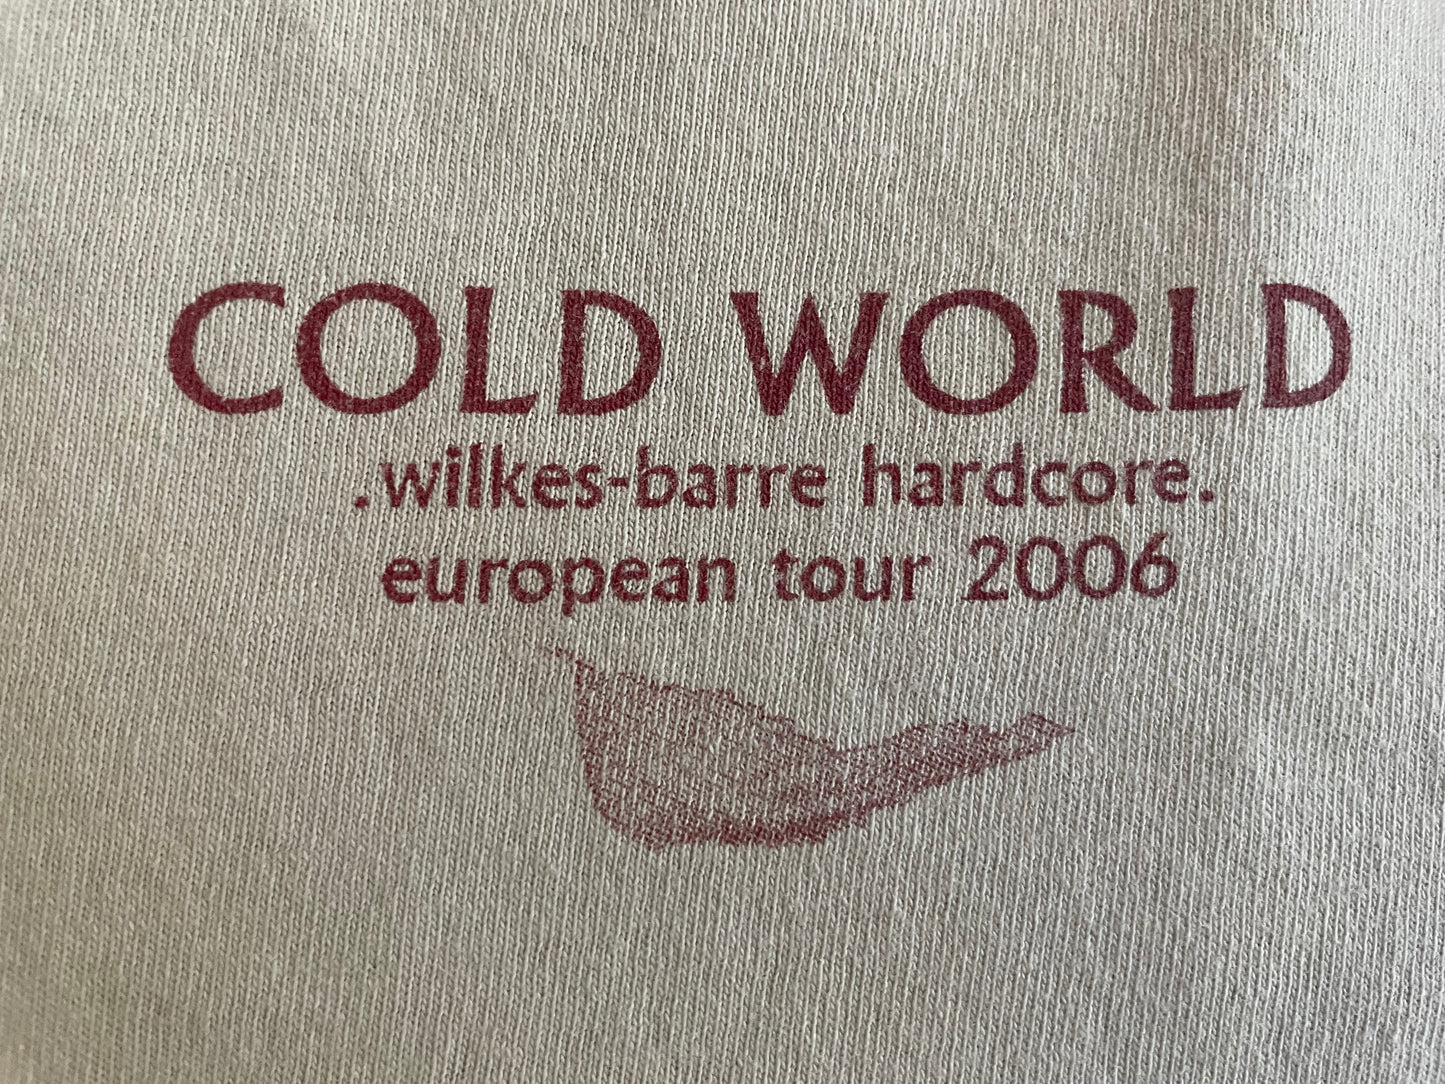 COLD WORLD
.wilkes-barre hardcore.
european tour 2006